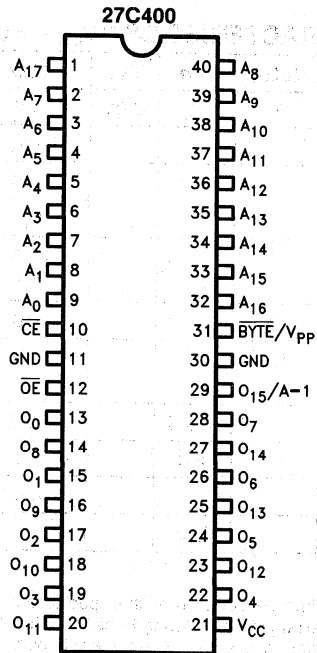 27C400
A17 1 40 A8
A7 2 39 A9
A6 3 38 A10
A5 4 37 A11
A4 5 36 A12
A3 6 35 A13
A2 7 34 A14
A1 8 33 A15
A0 9 32 A16
C̅E̅ 10 31 B̅Y̅T̅E̅/VPP
GND 11 30 GND
O̅E̅ 12 29 O15/A-1
O0 13 28 O7
O8 14 27 O14
O1 15 26 O6
O9 16 25 O13
O2 17 24 O5
O10 18 23 O12
O3 19 22 O4
O11 20 21 VCC